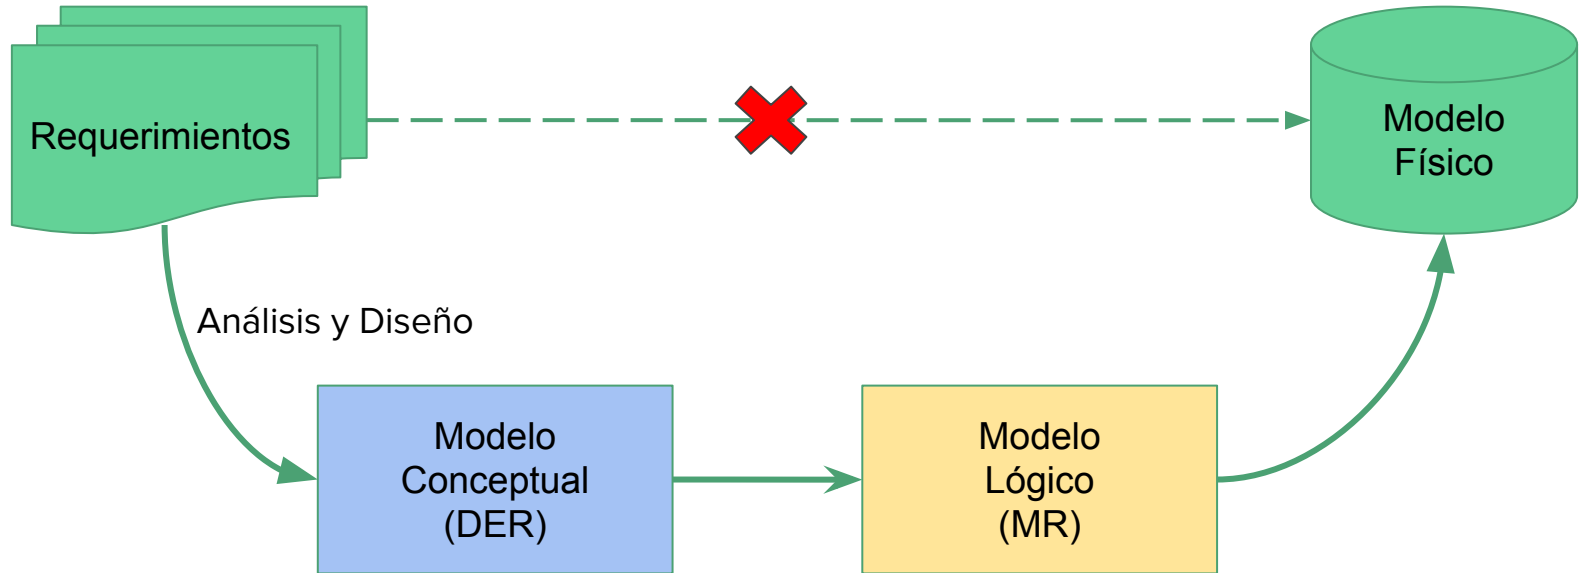 Requerimientos
Modelo
Físico
Análisis y Diseño
Modelo
Conceptual
(DER)
Modelo
Lógico
(MR)